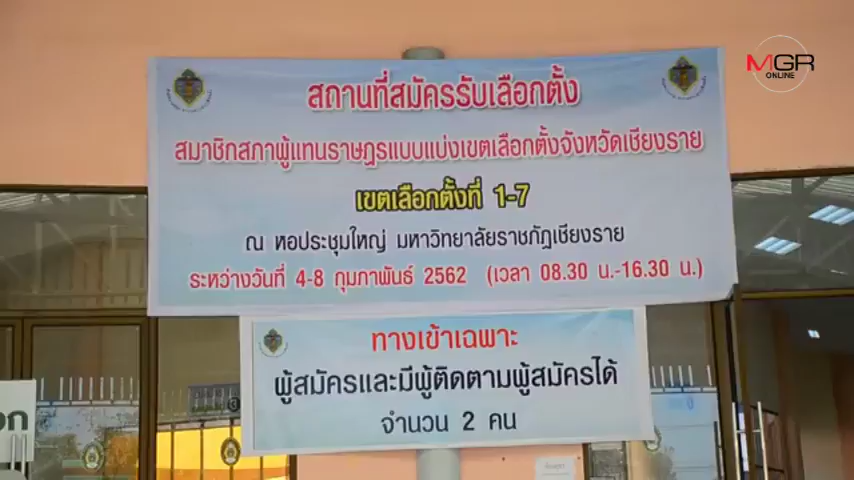 MGR
ONLINE
สถานที่สมัครรับเลือกตั้ง
สมาชิกสภาผู้แทนราษฎรแบบแบ่งเขตเลือกตั้งจังหวัดเชียงราย
เขตเลือกตั้งที่ 1-7
ณ หอประชุมใหญ่ มหาวิทยาลัยราชภัฏเชียงราย
ระหว่างวันที่ 4-8 กุมภาพันธ์ 2562 (เวลา 08.30 น.-16.30 น.)
ทางเข้าเฉพาะ
ผู้สมัครและมีผู้ติดตามผู้สมัครได้
จำนวน 2 คน